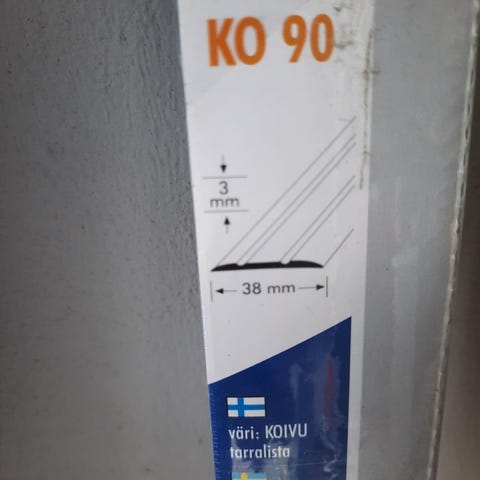 KO 90
3
mm
38 mm
väri: KOIVU
tarralista